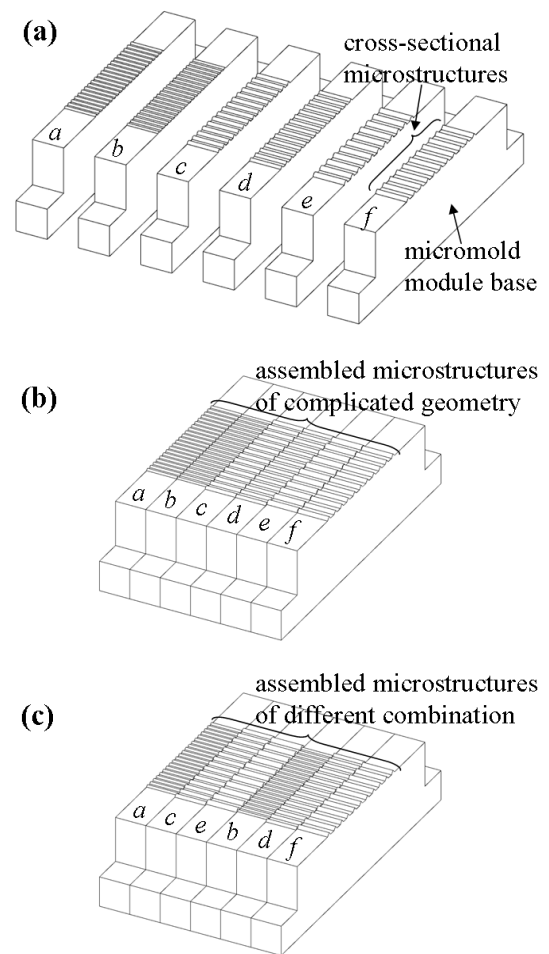 (a)
cross-sectional
microstructures
a
b
c
d
e
f
micromold
module base
(b)
assembled microstructures
of complicated geometry
a b c d e f
(c)
assembled microstructures
of different combination
a c e b d f